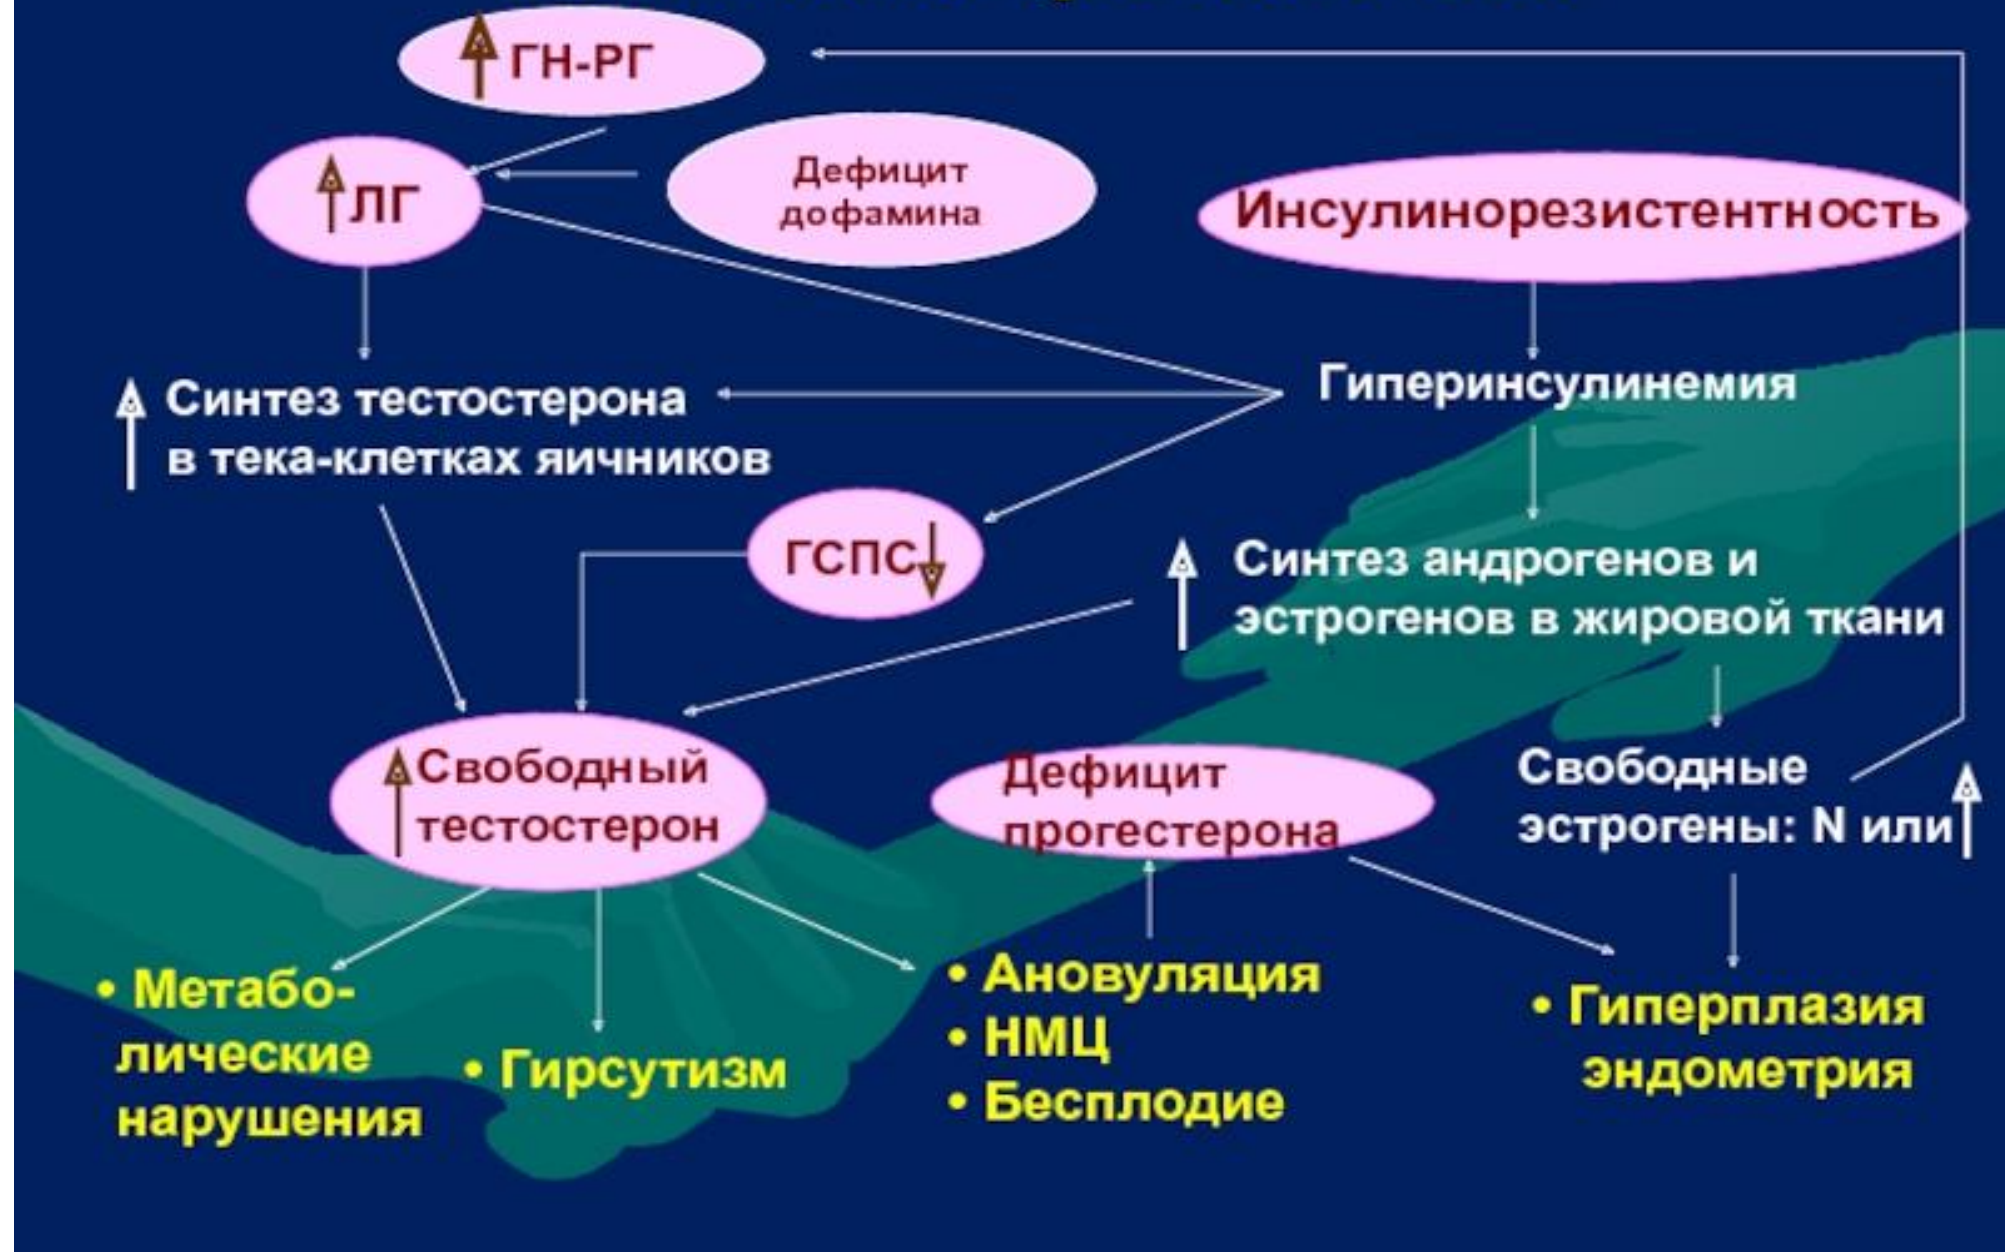 ГН-РГ
Дефицит
дофамина
ЛГ
Инсулинорезистентность
Гиперинсулинемия
Синтез тестостерона
в тека-клетках яичников
ГСПС
Синтез андрогенов и
эстрогенов в жировой ткани
Свободный
тестостерон
Дефицит
прогестерона
Свободные
эстрогены: N или
• Метабо-
лические
нарушения
• Гирсутизм
• Ановуляция
• НМЦ
• Бесплодие
• Гиперплазия
эндометрия